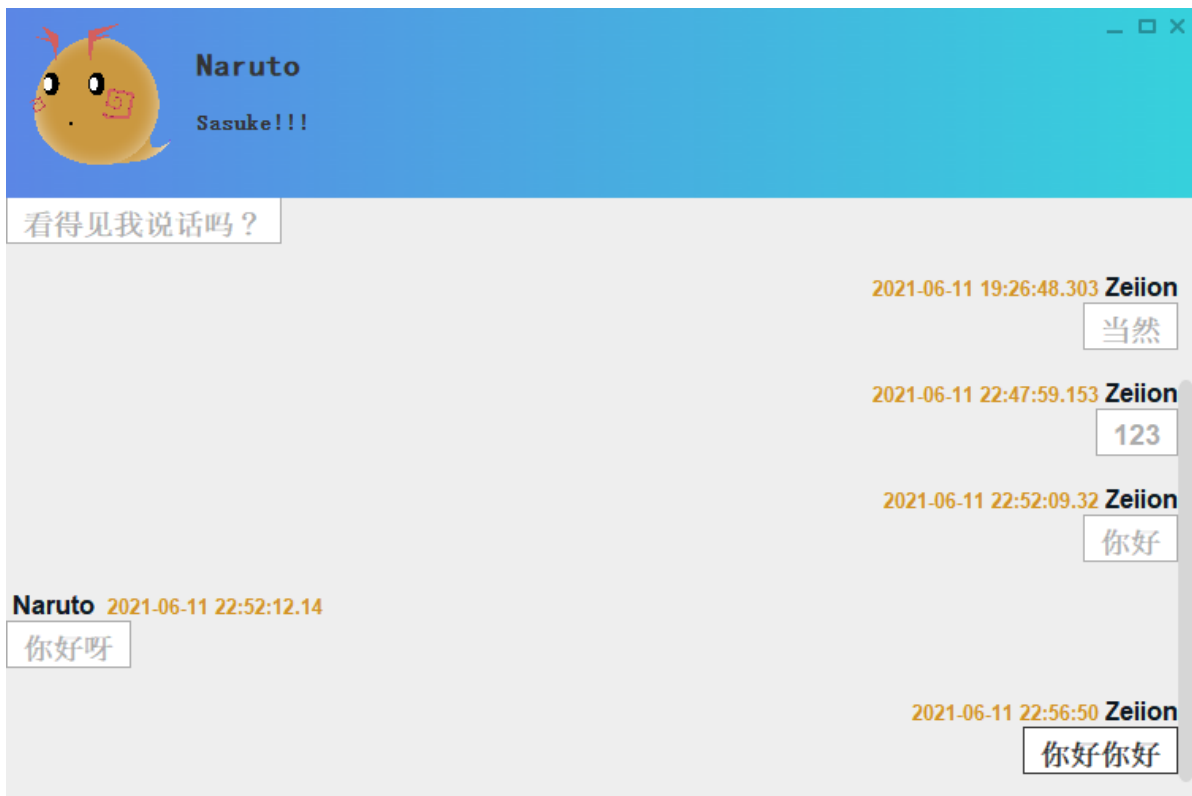 Naruto
Sasuke!!!
看得见我说话吗？
2021-06-11 19:26:48.303 Zeiion
当然
2021-06-11 22:47:59.153 Zeiion
123
2021-06-11 22:52:09.32 Zeiion
你好
Naruto 2021-06-11 22:52:12.14
你好呀
2021-06-11 22:56:50 Zeiion
你好你好